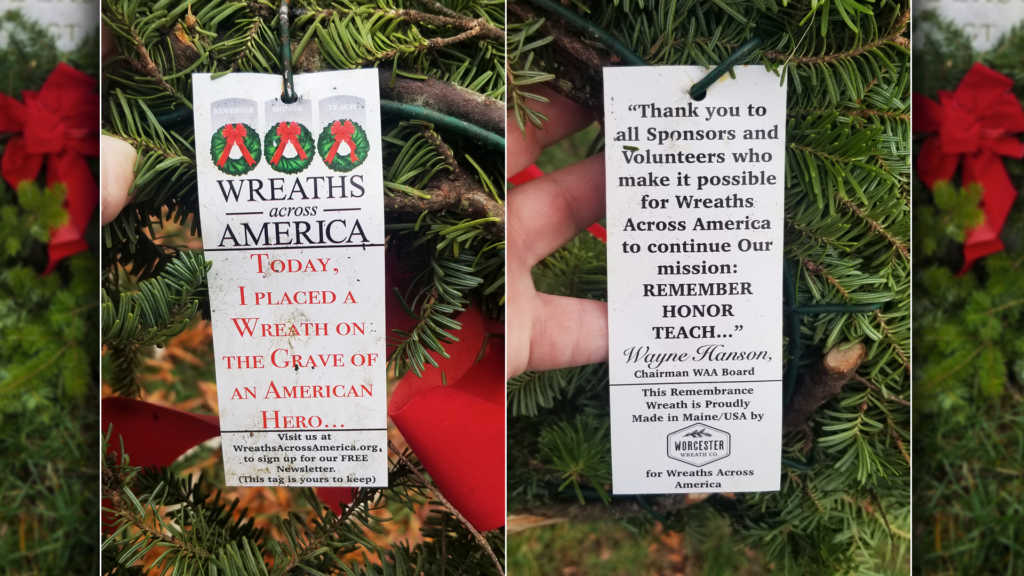 REMEMBER
HONOR
TEACH
WREATHS
across
AMERICA
Today,
I placed a
Wreath on
the Grave of
an American
Hero...
Visit us at
WreathsAcrossAmerica.org,
to sign up for our FREE
Newsletter.
(This tag is yours to keep)
“Thank you to
all Sponsors and
Volunteers who
make it possible
for Wreaths
Across America
to continue Our
mission:
REMEMBER
HONOR
TEACH...”
Wayne Hanson,
Chairman WAA Board
This Remembrance
Wreath is Proudly
Made in Maine/USA by
WORCESTER
WREATH CO.
for Wreaths Across
America